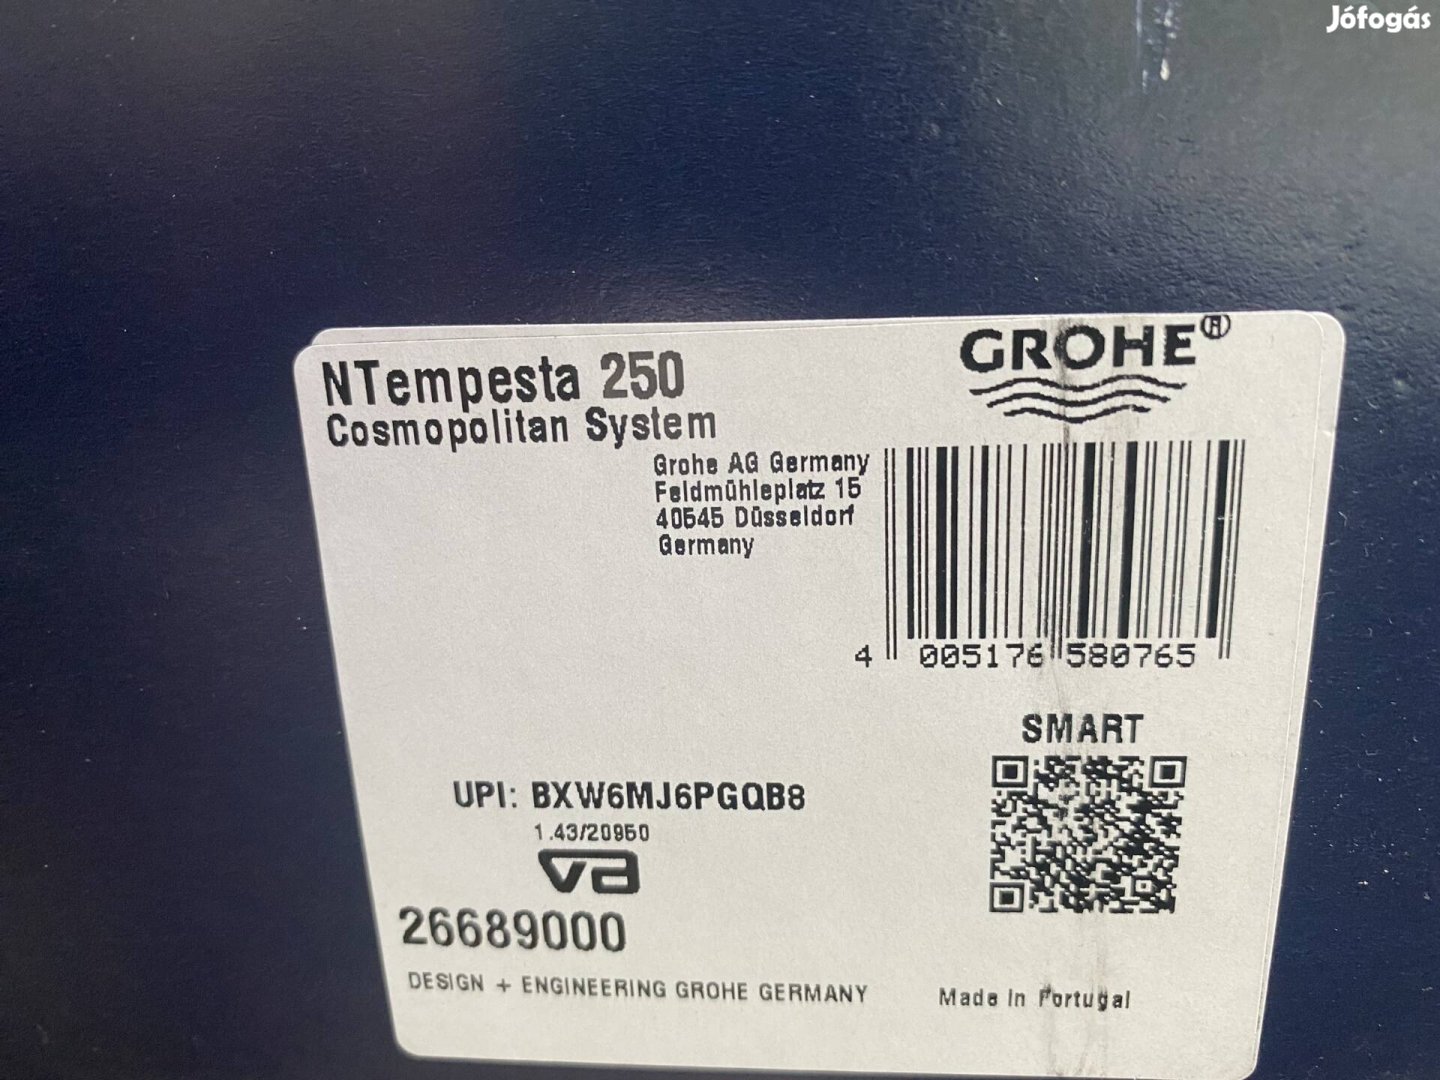 Jófogás
NTempesta 250
Cosmopolitan System
GROHE®
Grohe AG Germany
Feldmühleplatz 15
40545 Düsseldorf
Germany
4 005176 580765
SMART
UPI: BXW6MJ6PGQB8
1.43/20950
va
26689000
DESIGN + ENGINEERING GROHE GERMANY
Made in Portugal